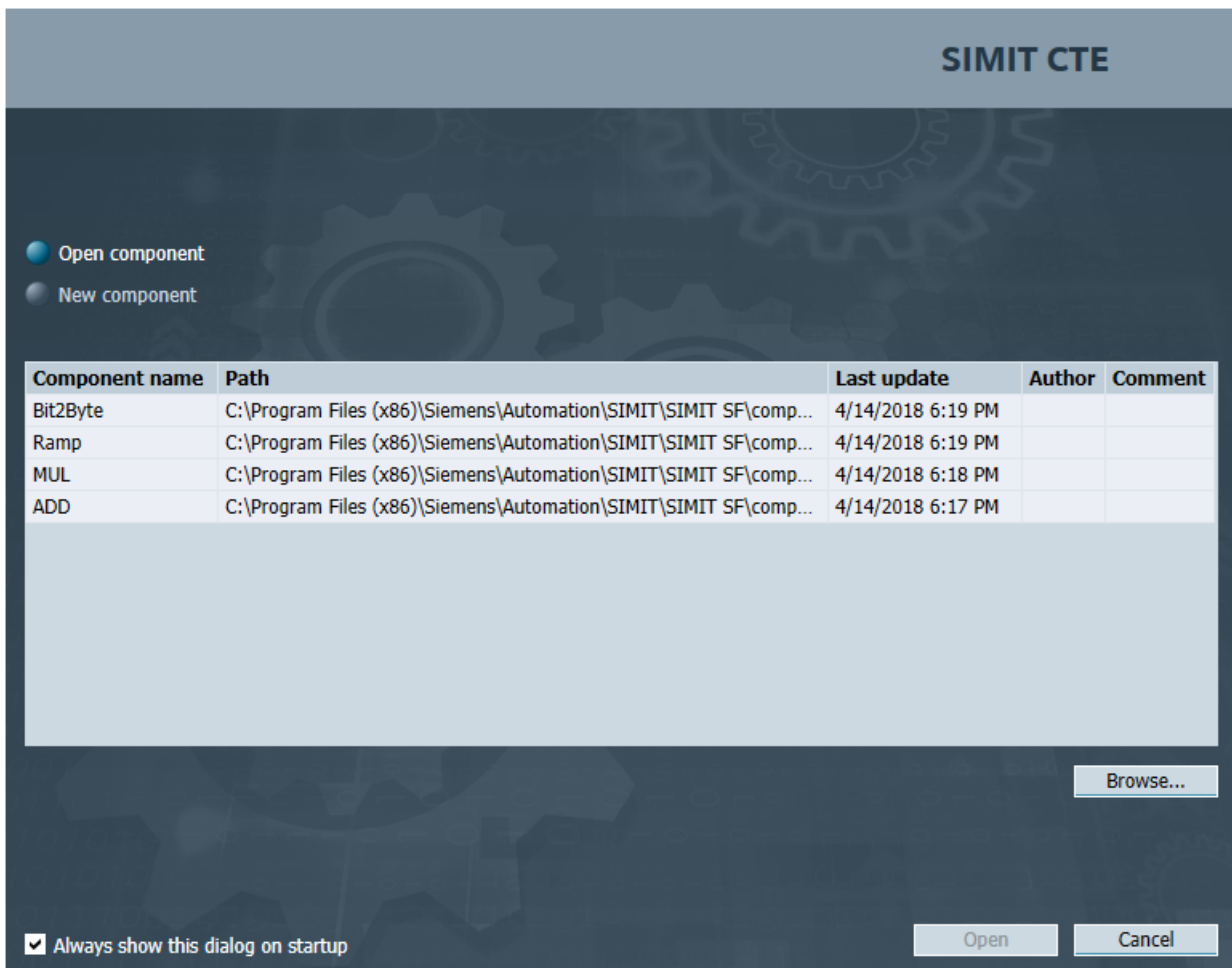 SIMIT CTE
Open component
New component
Component name Path Last update Author Comment
Bit2Byte C:\Program Files (x86)\Siemens\Automation\SIMIT\SIMIT SF\comp... 4/14/2018 6:19 PM
Ramp C:\Program Files (x86)\Siemens\Automation\SIMIT\SIMIT SF\comp... 4/14/2018 6:19 PM
MUL C:\Program Files (x86)\Siemens\Automation\SIMIT\SIMIT SF\comp... 4/14/2018 6:18 PM
ADD C:\Program Files (x86)\Siemens\Automation\SIMIT\SIMIT SF\comp... 4/14/2018 6:17 PM
Browse...
Always show this dialog on startup Open Cancel